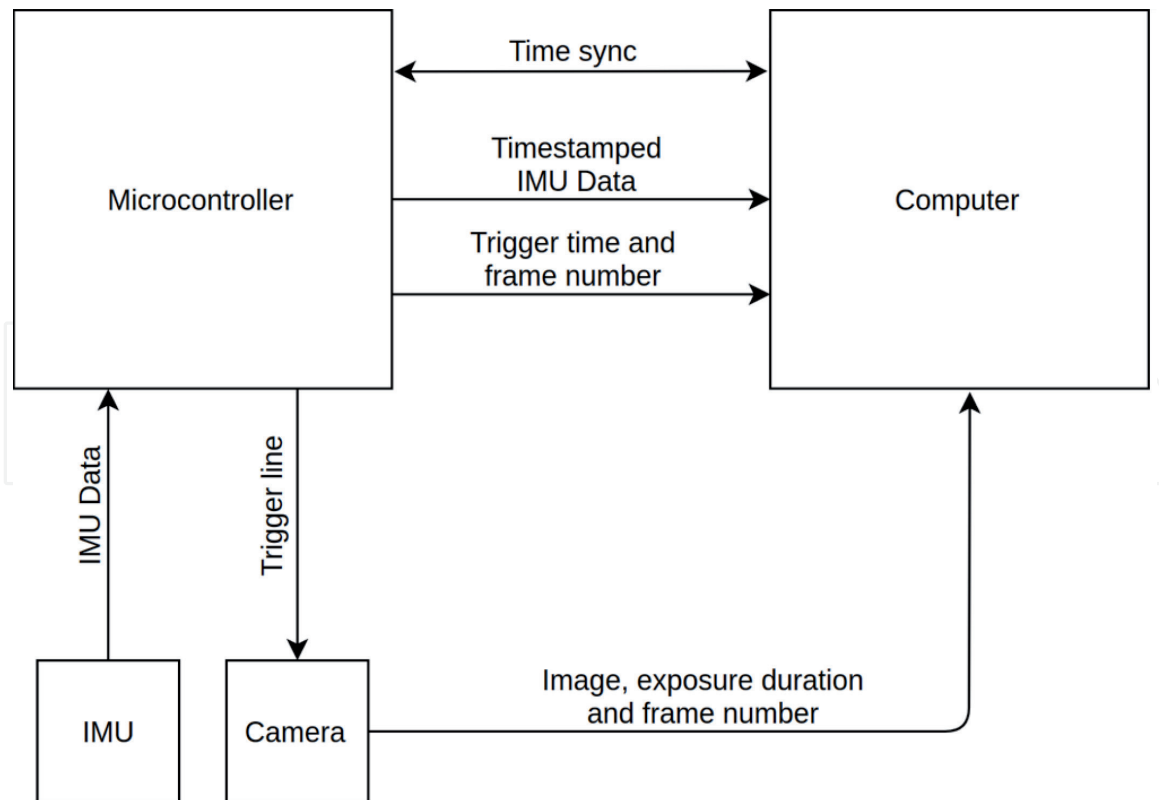 Time sync
Timestamped
IMU Data
Microcontroller
Computer
Trigger time and
frame number
IMU Data
Trigger line
Image, exposure duration
and frame number
IMU
Camera